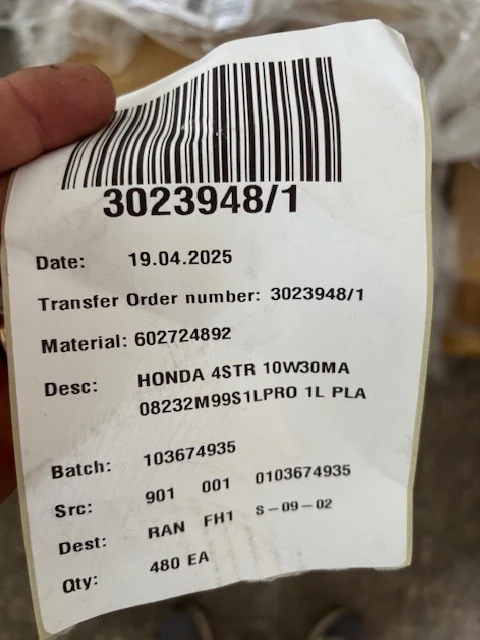 3023948/1
Date: 19.04.2025
Transfer Order number: 3023948/1
Material: 602724892
Desc: HONDA 4STR 10W30MA
08232M99S1LPRO 1L PLA
Batch: 103674935
Src: 901 001 0103674935
Dest: RAN FH1 S-09-02
Qty: 480 EA